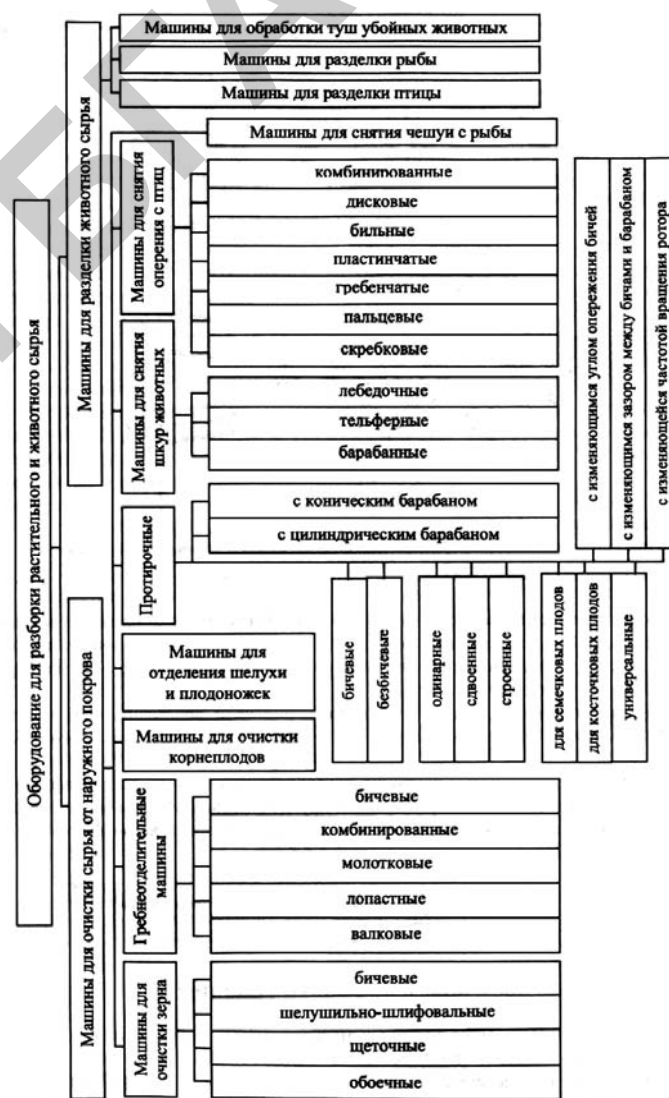 Оборудование для разборки растительного и животного сырья
Машины для разделки животного сырья
Машины для обработки туш убойных животных
Машины для разделки рыбы
Машины для разделки птицы
Машины для очистки сырья от наружного покрова
Машины для снятия чешуи с рыбы
Машины для снятия
оперения с птиц
комбинированные
дисковые
бильные
пластинчатые
гребенчатые
пальцевые
скребковые
Машины для снятия
шкур животных
лебедочные
тельферные
барабанные
Протирочные
с коническим барабаном
с цилиндрическим барабаном
с изменяющимся углом опережения бичей
с изменяющимся зазором между бичами и барабаном
с изменяющейся частотой вращения ротора
бичевые
безбичевые
одинарные
сдвоенные
строенные
для семечковых плодов
для косточковых плодов
универсальные
Машины для
отделения шелухи
и плодоножек
Машины для очистки
корнеплодов
Гребнеотделительные
машины
бичевые
комбинированные
молотковые
лопастные
валковые
Машины для
очистки зерна
бичевые
шелушильно-шлифовальные
щеточные
обоечные